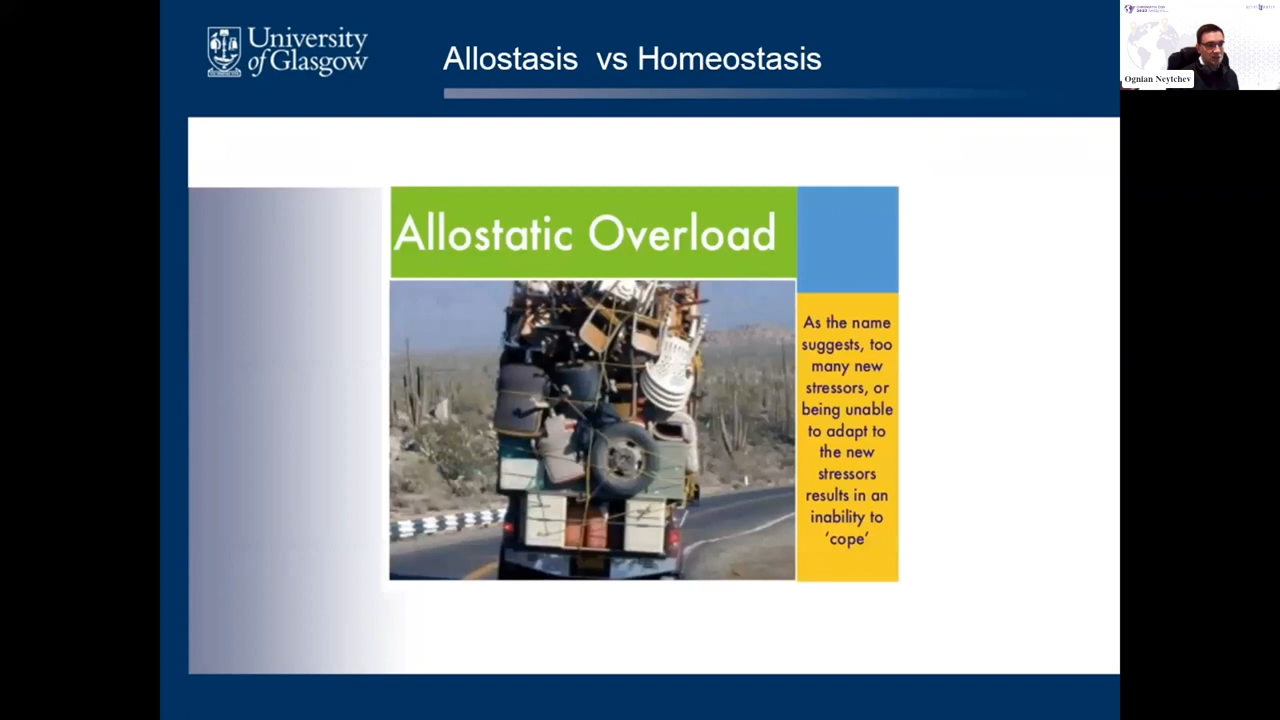 University
of Glasgow
Allostasis vs Homeostasis
Ognian Neytchev
Allostatic Overload
As the name
suggests, too
many new
stressors, or
being unable
to adapt to
the new
stressors
results in an
inability to
‘cope’